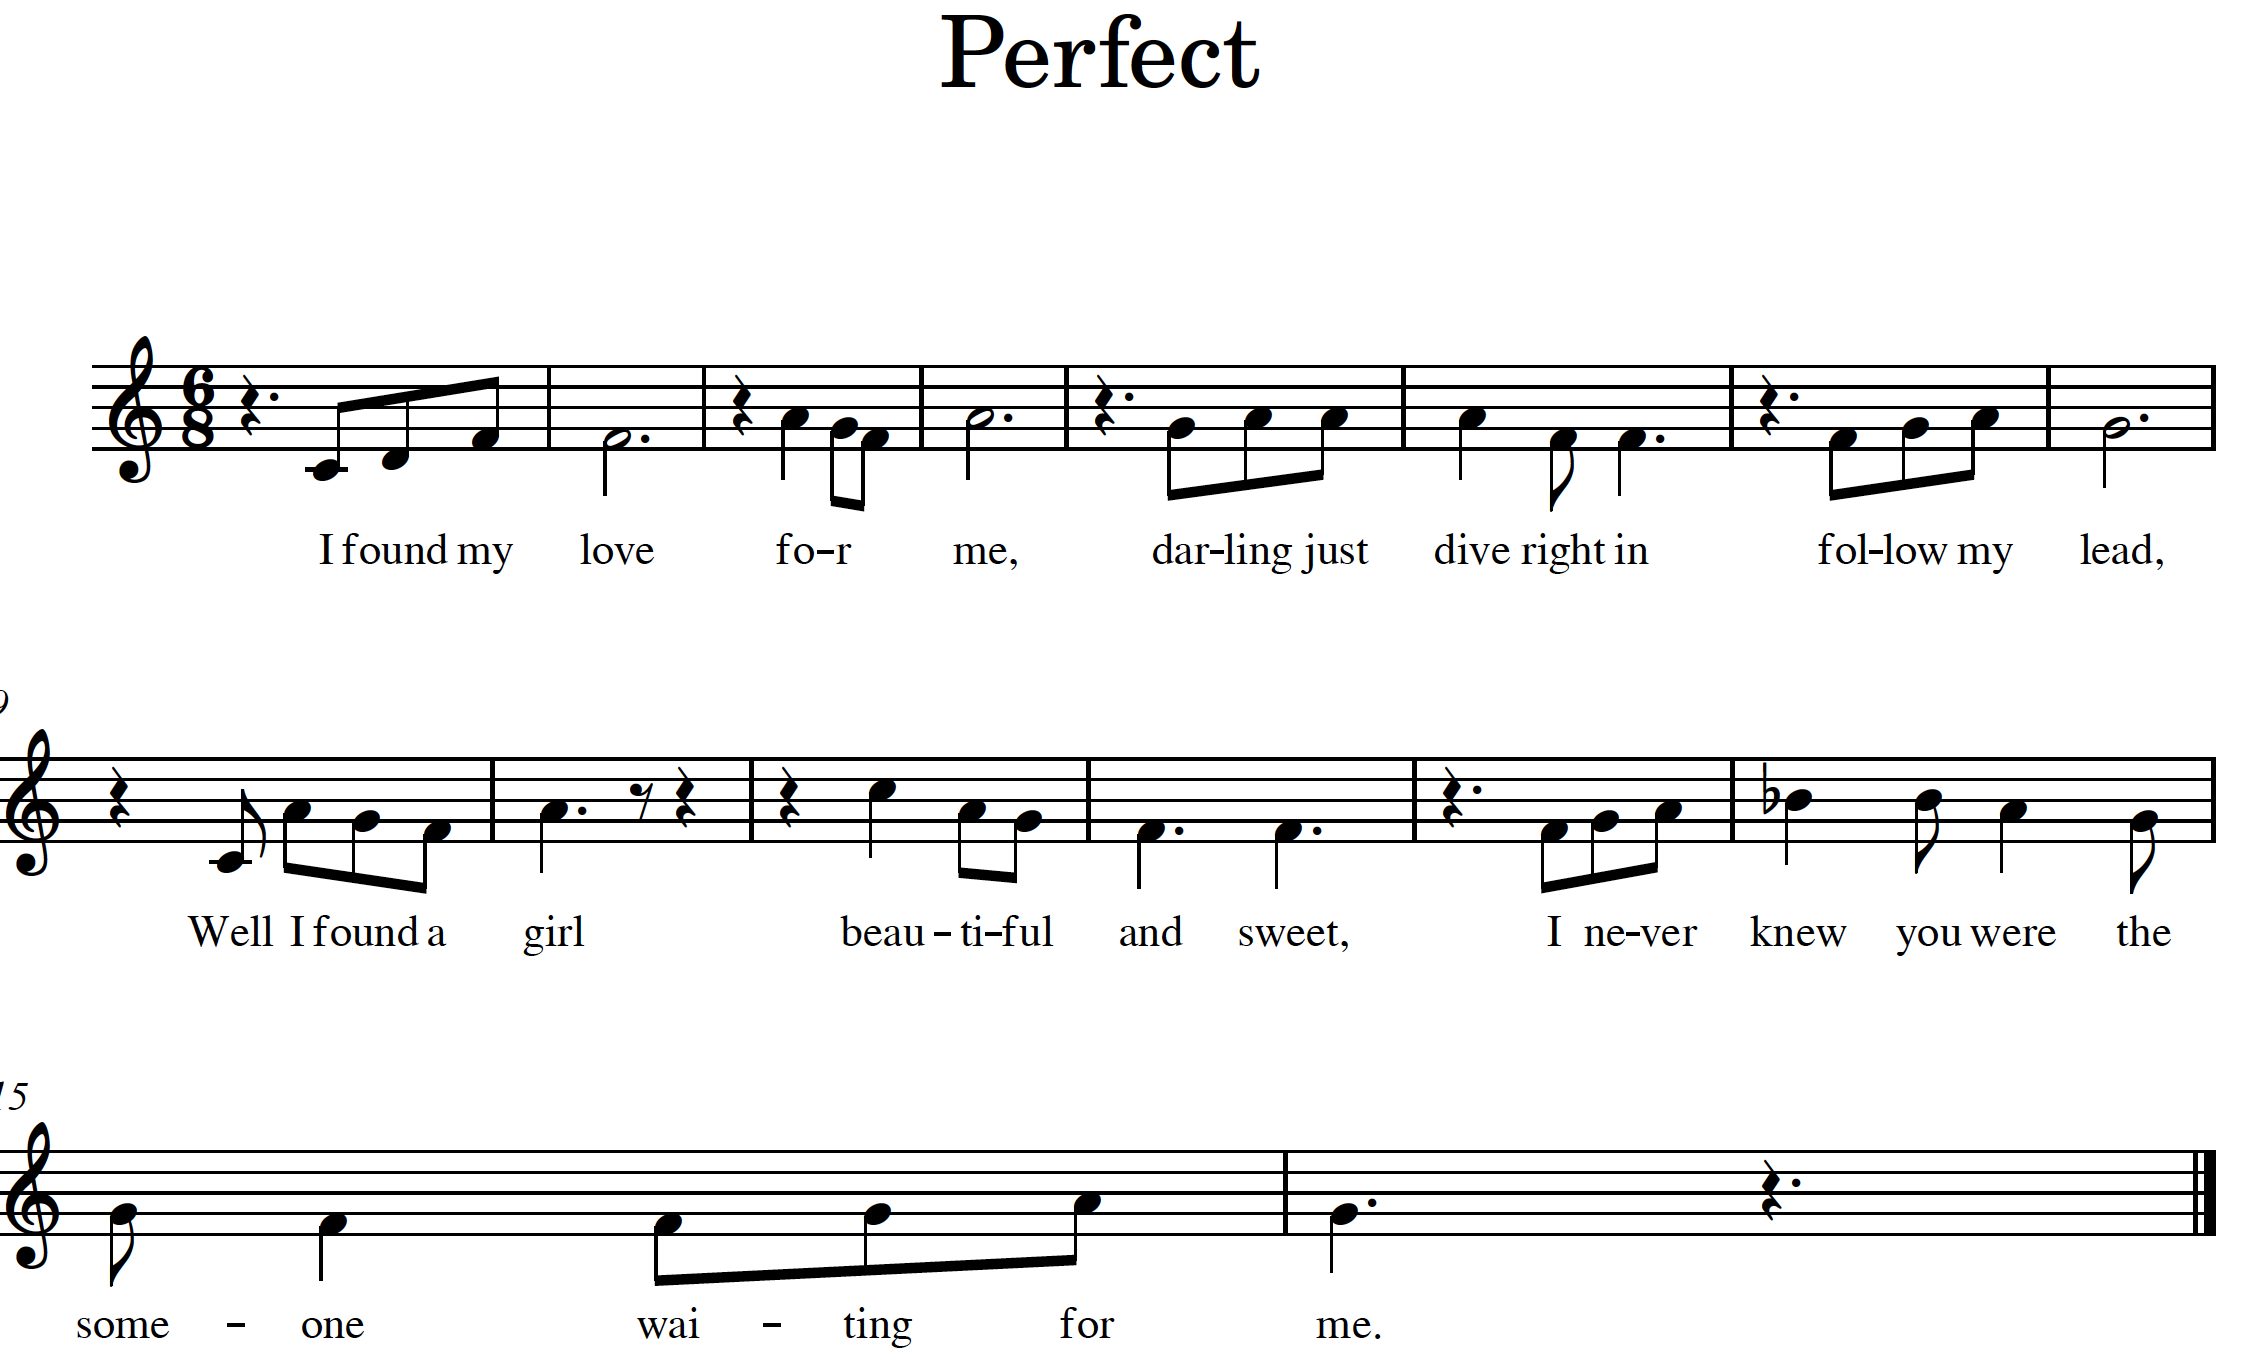 Perfect
6
8
I found my love fo-r me, dar-ling just dive right in fol-low my lead,
9
Well I found a girl beau-ti-ful and sweet, I ne-ver knew you were the
15
some-one wai-ting for me.